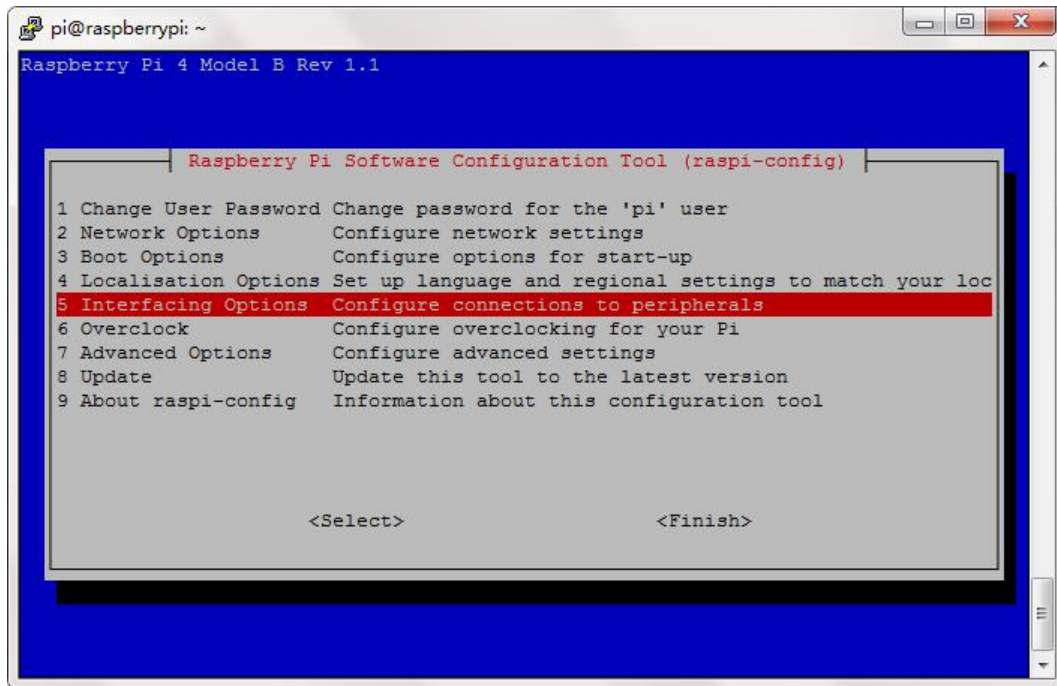 pi@raspberrypi: ~
Raspberry Pi 4 Model B Rev 1.1
Raspberry Pi Software Configuration Tool (raspi-config)
1 Change User Password Change password for the 'pi' user
2 Network Options Configure network settings
3 Boot Options Configure options for start-up
4 Localisation Options Set up language and regional settings to match your loc
5 Interfacing Options Configure connections to peripherals
6 Overclock Configure overclocking for your Pi
7 Advanced Options Configure advanced settings
8 Update Update this tool to the latest version
9 About raspi-config Information about this configuration tool
<Select> <Finish>